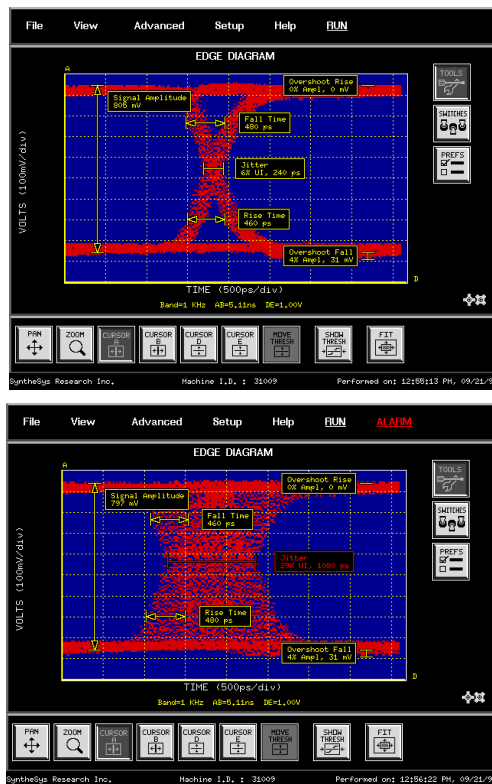 File View Advanced Setup Help RUN
EDGE DIAGRAM
A
Signal Amplitude
805 mV
Overshoot Rise
0% Ampl, 0 mV
Fall Time
480 ps
Jitter
6% UI, 240 ps
Rise Time
460 ps
Overshoot Fall
4% Ampl, 31 mV
VOLTS (100mV/div)
D
TIME (500ps/div)
Band=1 KHz AB=5.11ns DE=1.00V
TOOLS
SWITCHES
PREFS
PAN
ZOOM
CURSOR
A
CURSOR
B
CURSOR
D
CURSOR
E
MOVE
THRESH
SHOW
THRESH
FIT
SyntheSys Research Inc. Machine I.D. : 31009 Performed on: 12:55:13 PM, 09/21/9
File View Advanced Setup Help RUN ALARM
EDGE DIAGRAM
A
Signal Amplitude
797 mV
Overshoot Rise
0% Ampl, 0 mV
Fall Time
460 ps
Jitter
29% UI, 1080 ps
Rise Time
480 ps
Overshoot Fall
4% Ampl, 31 mV
VOLTS (100mV/div)
D
TIME (500ps/div)
Band=1 KHz AB=5.11ns DE=1.00V
TOOLS
SWITCHES
PREFS
PAN
ZOOM
CURSOR
A
CURSOR
B
CURSOR
D
CURSOR
E
MOVE
THRESH
SHOW
THRESH
FIT
SyntheSys Research Inc. Machine I.D. : 31009 Performed on: 12:56:22 PM, 09/21/9